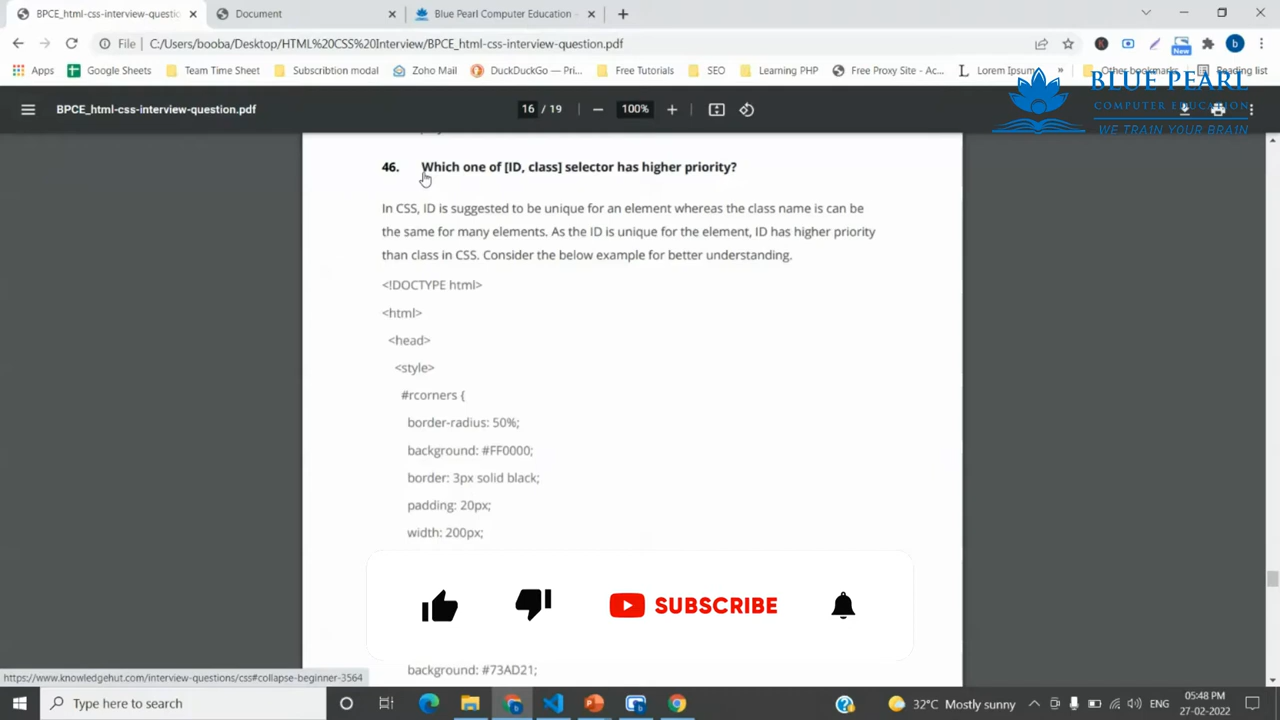 BPCE_html-css-interview-questio
Document
Blue Pearl Computer Education -
File C:/Users/booba/Desktop/HTML%20CSS%20Interview/BPCE_html-css-interview-question.pdf
New
b
Apps Google Sheets Team Time Sheet Subscribtion modal Zoho Mail DuckDuckGo — Pri... Free Tutorials SEO Learning PHP Free Proxy Site - Ac... Lorem Ipsum » Other bookmarks Reading list
BLUE PEARL
COMPUTER EDUCATION
WE TRAIN YOUR BRAIN
BPCE_html-css-interview-question.pdf 16 / 19 100%
46. Which one of [ID, class] selector has higher priority?
In CSS, ID is suggested to be unique for an element whereas the class name is can be
the same for many elements. As the ID is unique for the element, ID has higher priority
than class in CSS. Consider the below example for better understanding.
<!DOCTYPE html>
<html>
<head>
<style>
#rcorners {
border-radius: 50%;
background: #FF0000;
border: 3px solid black;
padding: 20px;
width: 200px;
SUBSCRIBE
background: #73AD21;
https://www.knowledgehut.com/interview-questions/css#collapse-beginner-3564
Type here to search
32°C Mostly sunny
ENG
05:48 PM
27-02-2022